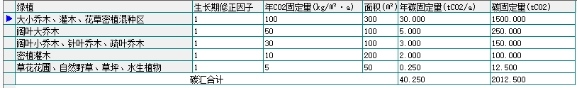 绿植 生长期修正因子 年CO2固定量(kg/m²·a) 面积(m²) 年碳固定量(tCO2/a) 碳固定量(tCO2)
大小乔木、灌木、花草密植混种区 1 100 300 30.000 1500.000
阔叶大乔木 1 50 100 5.000 250.000
阔叶小乔木、针叶乔木、疏叶乔木 1 30 100 3.000 150.000
密植灌木 1 10 200 2.000 100.000
草花花圃、自然野草、草坪、水生植物 1 5 50 0.250 12.500
碳汇合计 40.250 2012.500